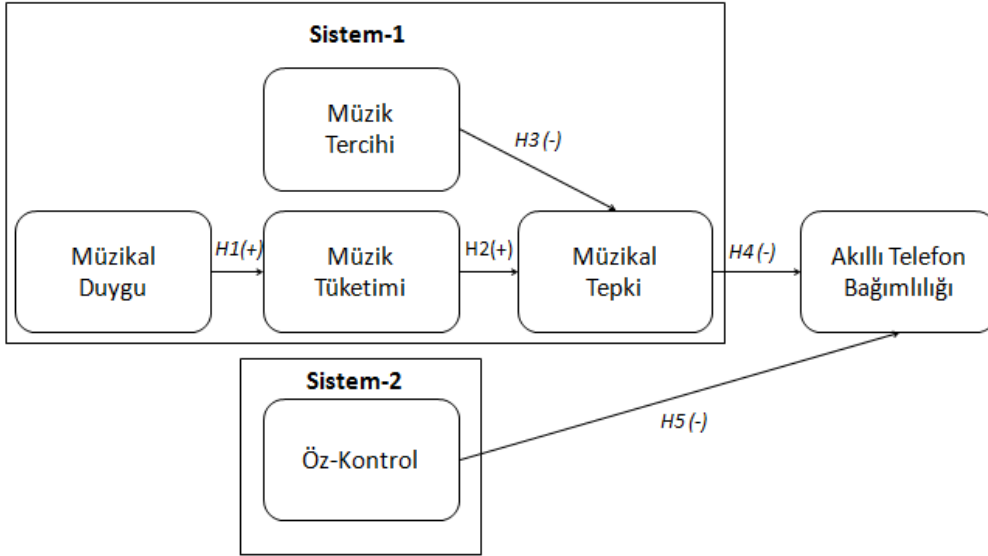 Sistem-1
Müzik
Tercihi
H3 (-)
Müzikal
Duygu
H1(+)
Müzik
Tüketimi
H2(+)
Müzikal
Tepki
H4 (-)
Akıllı Telefon
Bağımlılığı
Sistem-2
Öz-Kontrol
H5 (-)